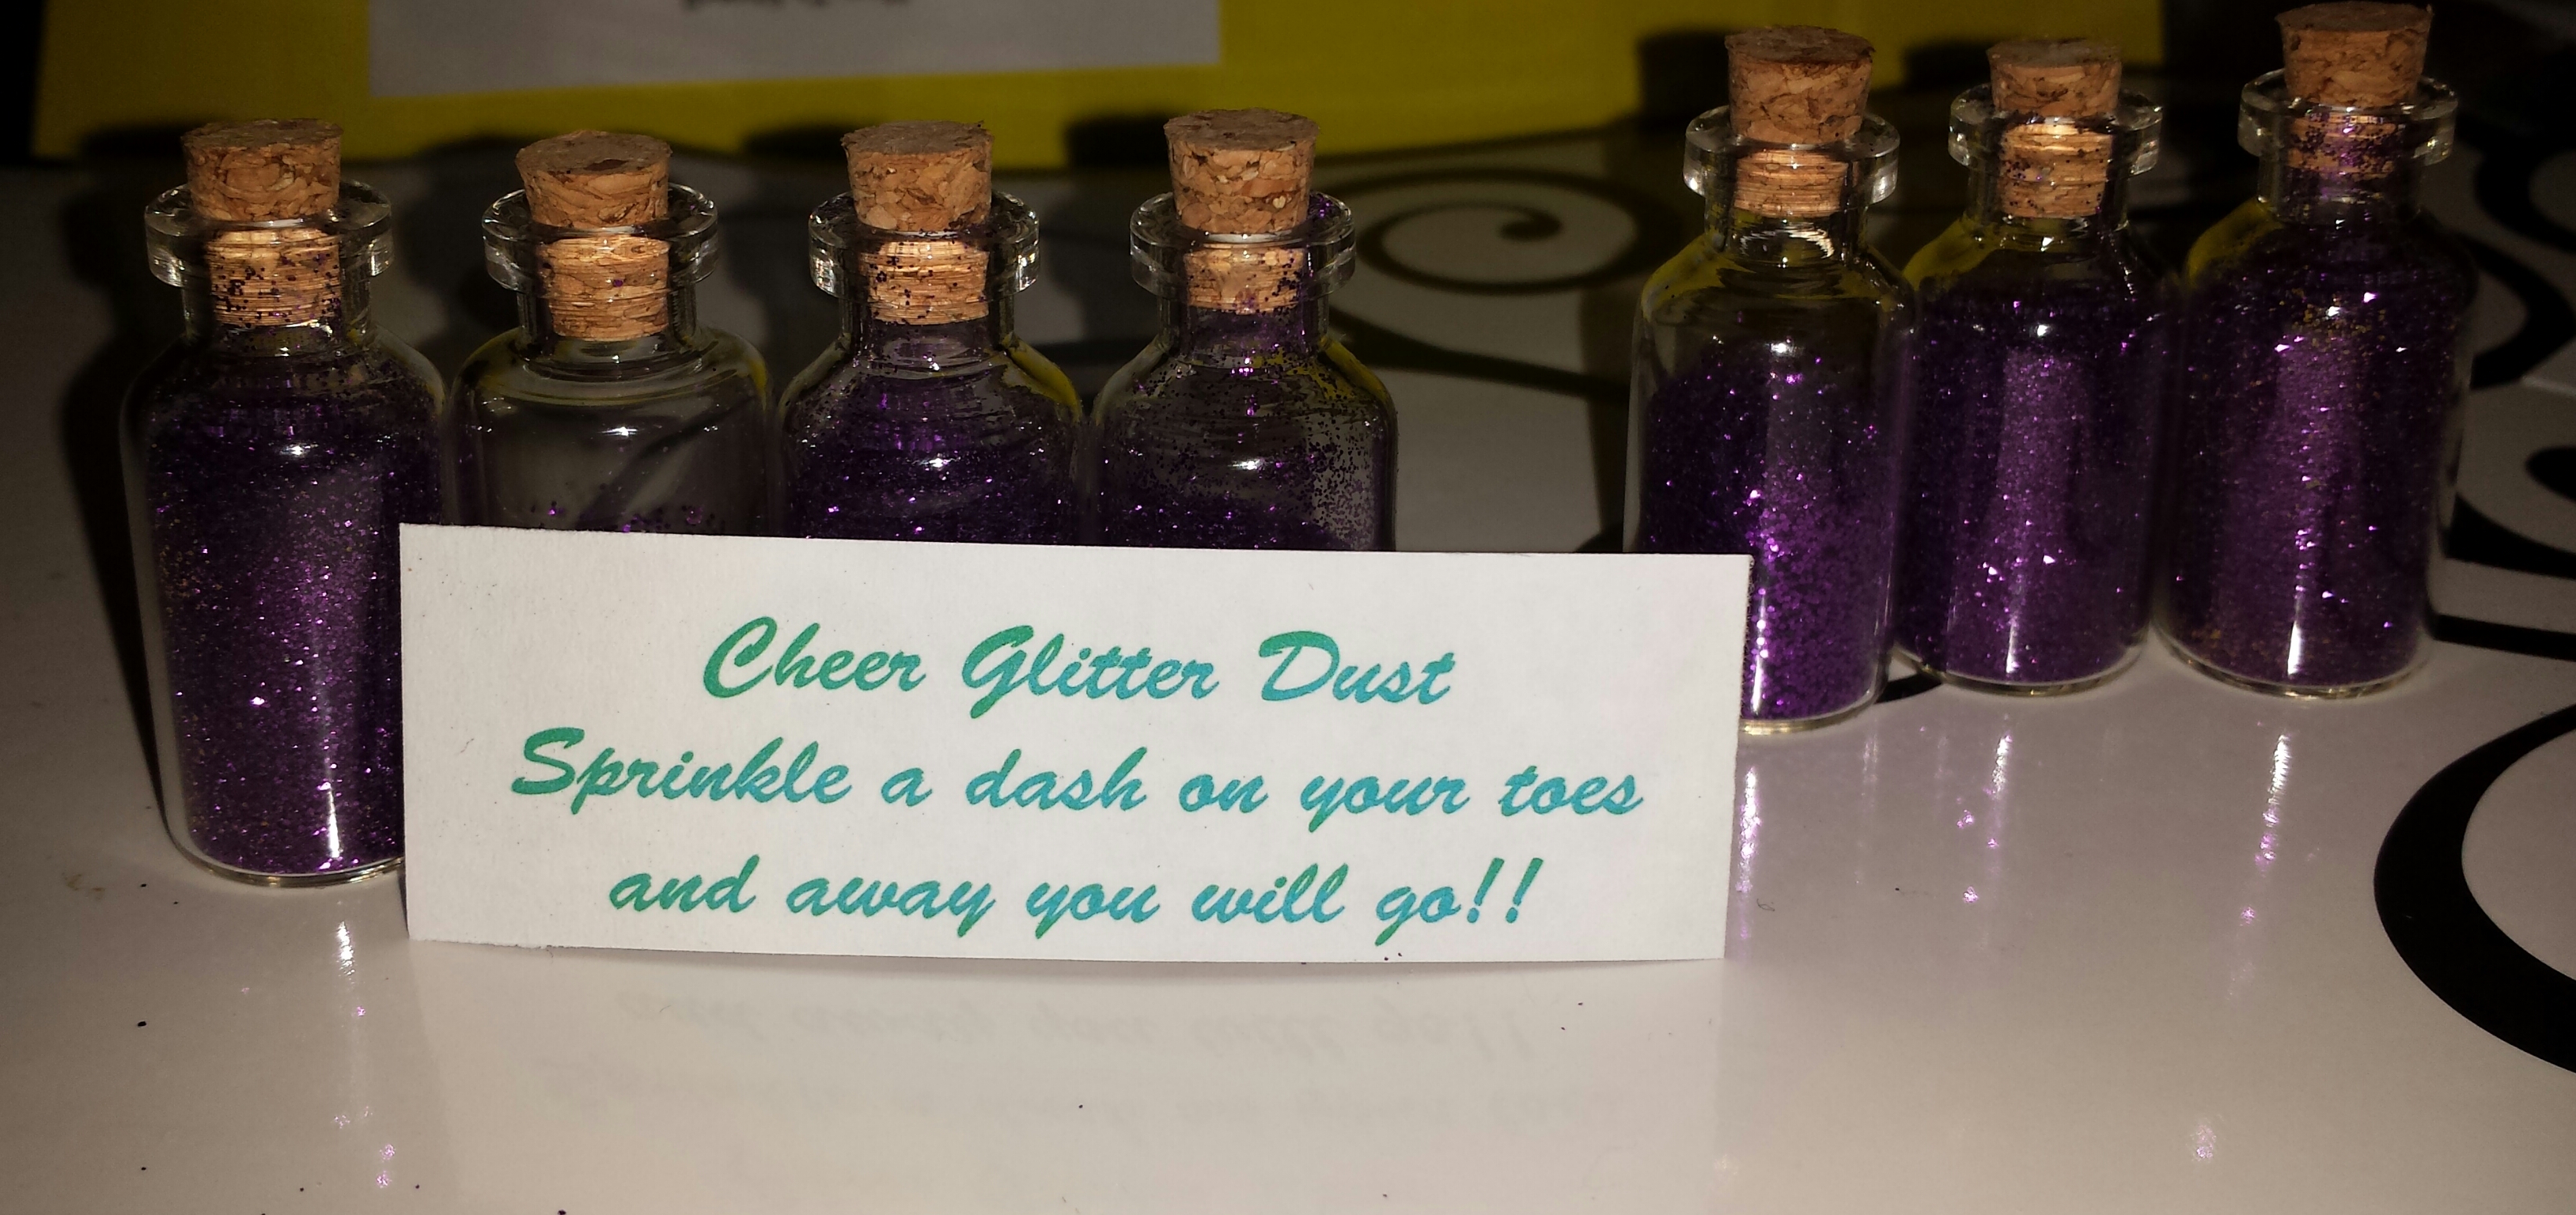 Cheer Glitter Dust
Sprinkle a dash on your toes
and away you will go!!